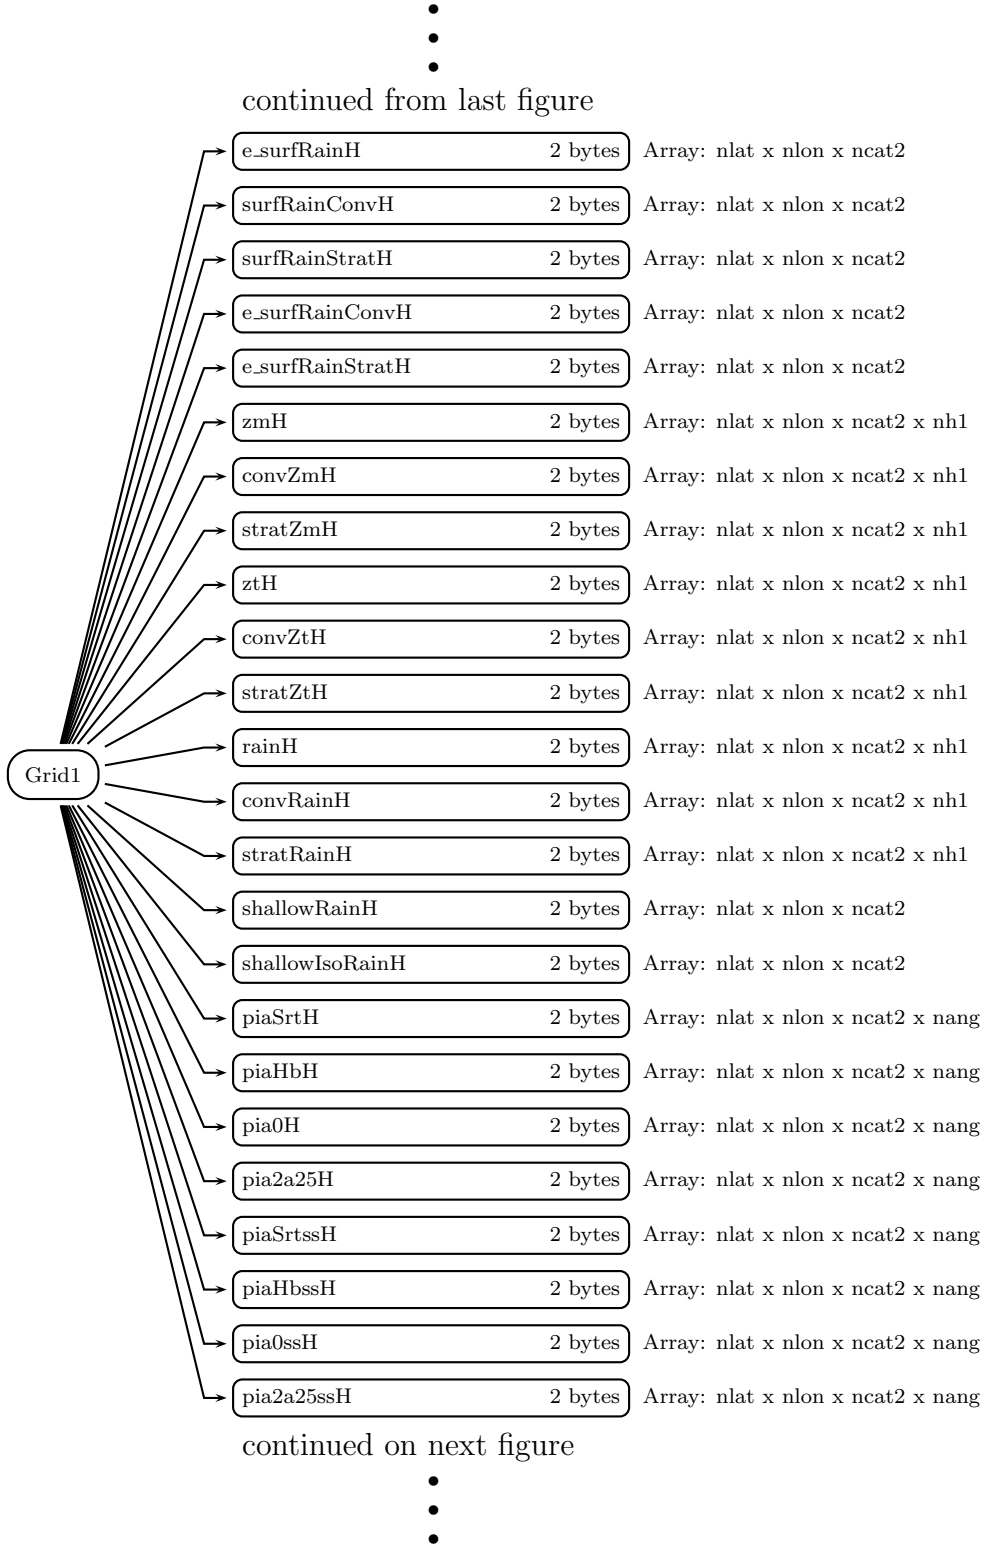 continued from last figure
e_surfRainH 2 bytes Array: nlat x nlon x ncat2
surfRainConvH 2 bytes Array: nlat x nlon x ncat2
surfRainStratH 2 bytes Array: nlat x nlon x ncat2
e_surfRainConvH 2 bytes Array: nlat x nlon x ncat2
e_surfRainStratH 2 bytes Array: nlat x nlon x ncat2
zmH 2 bytes Array: nlat x nlon x ncat2 x nh1
convZmH 2 bytes Array: nlat x nlon x ncat2 x nh1
stratZmH 2 bytes Array: nlat x nlon x ncat2 x nh1
ztH 2 bytes Array: nlat x nlon x ncat2 x nh1
convZtH 2 bytes Array: nlat x nlon x ncat2 x nh1
stratZtH 2 bytes Array: nlat x nlon x ncat2 x nh1
rainH 2 bytes Array: nlat x nlon x ncat2 x nh1
Grid1
convRainH 2 bytes Array: nlat x nlon x ncat2 x nh1
stratRainH 2 bytes Array: nlat x nlon x ncat2 x nh1
shallowRainH 2 bytes Array: nlat x nlon x ncat2
shallowIsoRainH 2 bytes Array: nlat x nlon x ncat2
piaSrtH 2 bytes Array: nlat x nlon x ncat2 x nang
piaHbH 2 bytes Array: nlat x nlon x ncat2 x nang
pia0H 2 bytes Array: nlat x nlon x ncat2 x nang
pia2a25H 2 bytes Array: nlat x nlon x ncat2 x nang
piaSrtssH 2 bytes Array: nlat x nlon x ncat2 x nang
piaHbssH 2 bytes Array: nlat x nlon x ncat2 x nang
pia0ssH 2 bytes Array: nlat x nlon x ncat2 x nang
pia2a25ssH 2 bytes Array: nlat x nlon x ncat2 x nang
continued on next figure